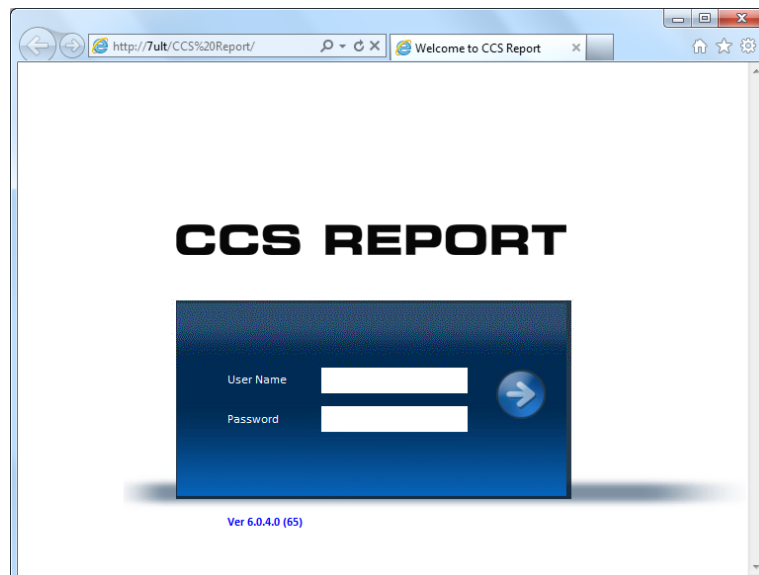 http://7ult/CCS%20Report/
Welcome to CCS Report
CCS REPORT
User Name
Password
Ver 6.0.4.0 (65)